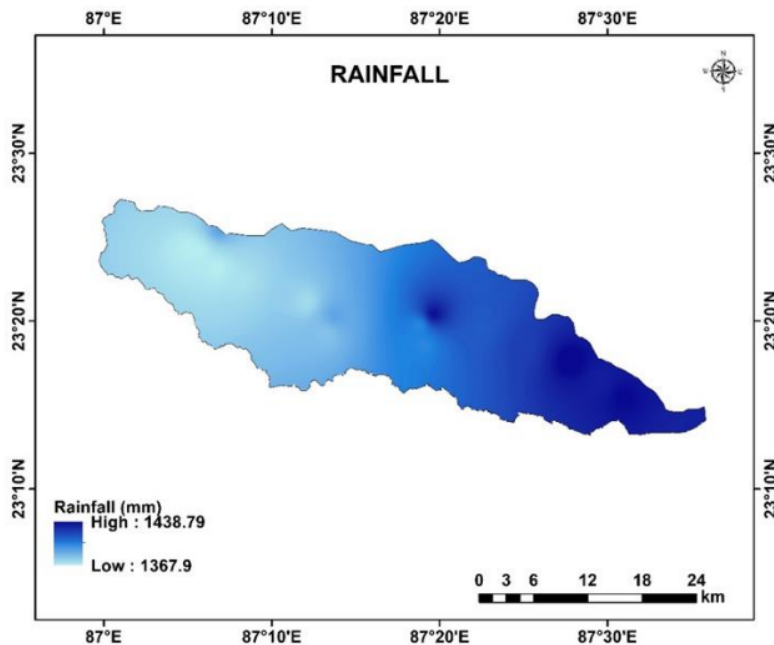 87°E 87°10'E 87°20'E 87°30'E
RAINFALL
N
W E
S
23°30'N 23°30'N
23°20'N 23°20'N
23°10'N 23°10'N
Rainfall (mm)
High : 1438.79
Low : 1367.9
0 3 6 12 18 24
km
87°E 87°10'E 87°20'E 87°30'E